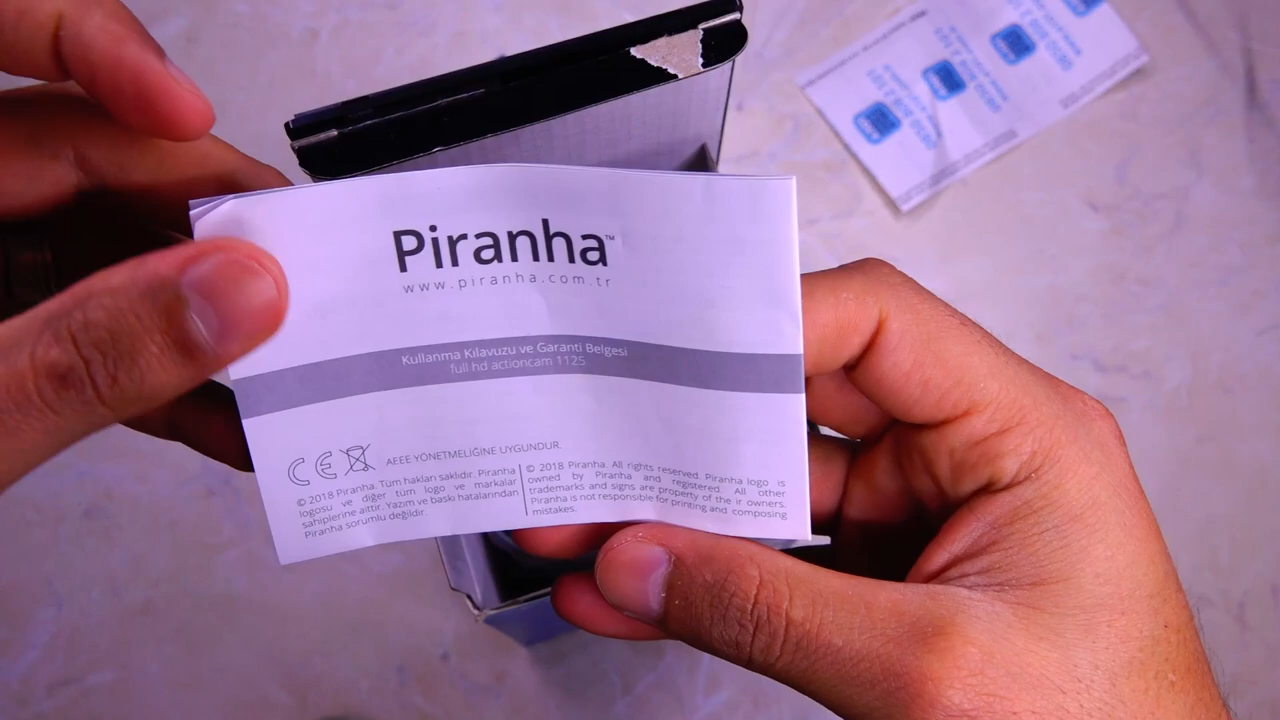 Piranha™
www.piranha.com.tr
Kullanma Kılavuzu ve Garanti Belgesi
full hd actioncam 1125
CE AEEE YÖNETMELİĞİNE UYGUNDUR.
© 2018 Piranha. Tüm hakları saklıdır. Piranha
logosu ve diğer tüm logo ve markalar
sahiplerine aittir. Yazım ve baskı hatalarından
Piranha sorumlu değildir.
© 2018 Piranha. All rights reserved. Piranha logo is
owned by Piranha and registered. All other
trademarks and signs are property of the ir owners.
Piranha is not responsible for printing and composing
mistakes.